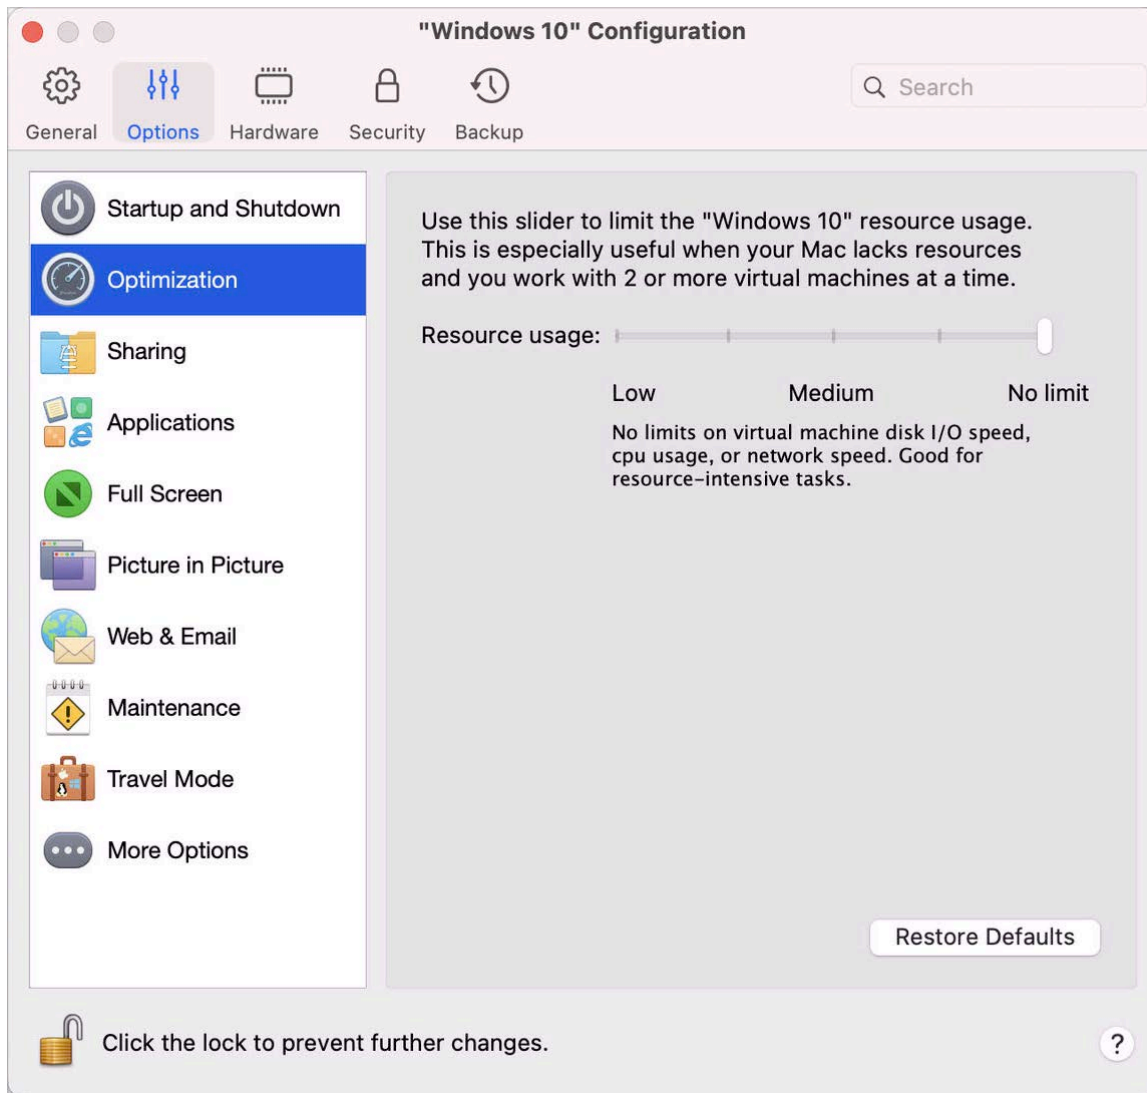 "Windows 10" Configuration
General
Options
Hardware
Security
Backup
Search
Startup and Shutdown
Optimization
Sharing
Applications
Full Screen
Picture in Picture
Web & Email
Maintenance
Travel Mode
More Options
Use this slider to limit the "Windows 10" resource usage.
This is especially useful when your Mac lacks resources
and you work with 2 or more virtual machines at a time.
Resource usage:
Low
Medium
No limit
No limits on virtual machine disk I/O speed,
cpu usage, or network speed. Good for
resource-intensive tasks.
Restore Defaults
Click the lock to prevent further changes.
?